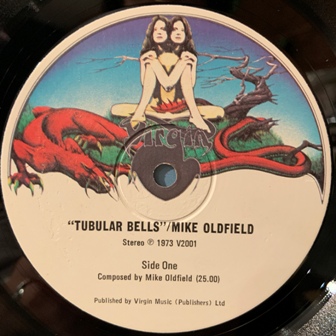 Virgin
"TUBULAR BELLS"/MIKE OLDFIELD
Stereo ℗ 1973 V2001
Side One
Composed by Mike Oldfield (25.00)
Published by Virgin Music (Publishers) Ltd